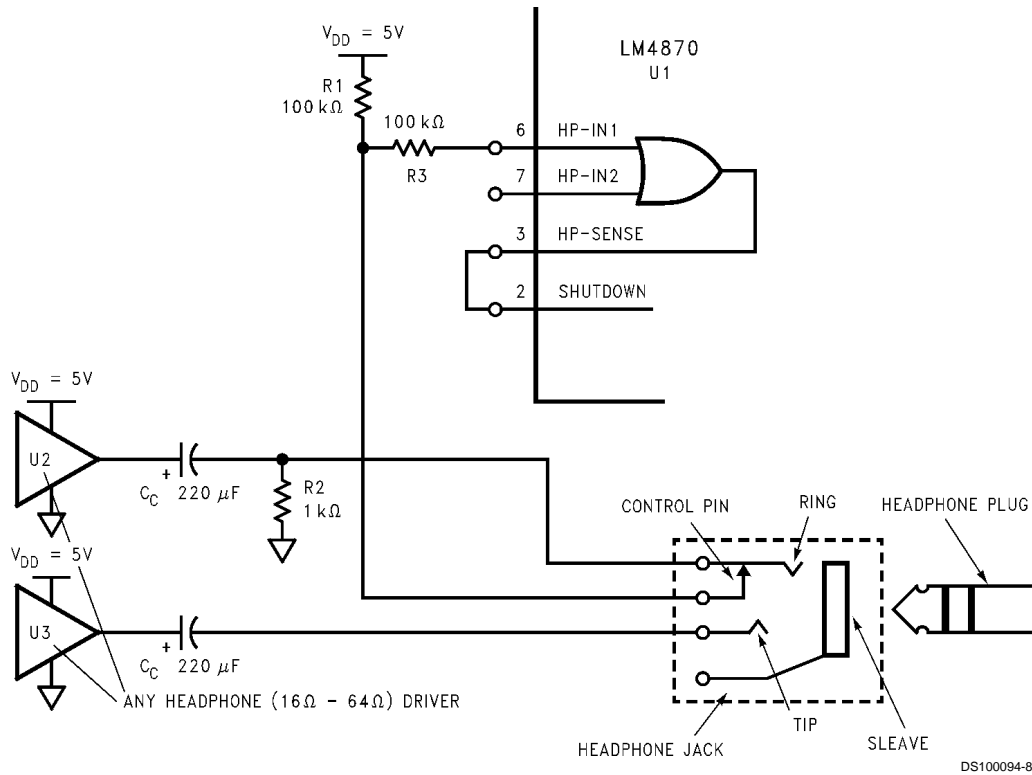 V_DD = 5V
R1
100 kΩ
100 kΩ
R3
LM4870
U1
6 HP-IN1
7 HP-IN2
3 HP-SENSE
2 SHUTDOWN
V_DD = 5V
U2
+
C_C 220 μF
R2
1 kΩ
V_DD = 5V
U3
+
C_C 220 μF
ANY HEADPHONE (16Ω - 64Ω) DRIVER
CONTROL PIN
RING
HEADPHONE PLUG
TIP
SLEAVE
HEADPHONE JACK
DS100094-8